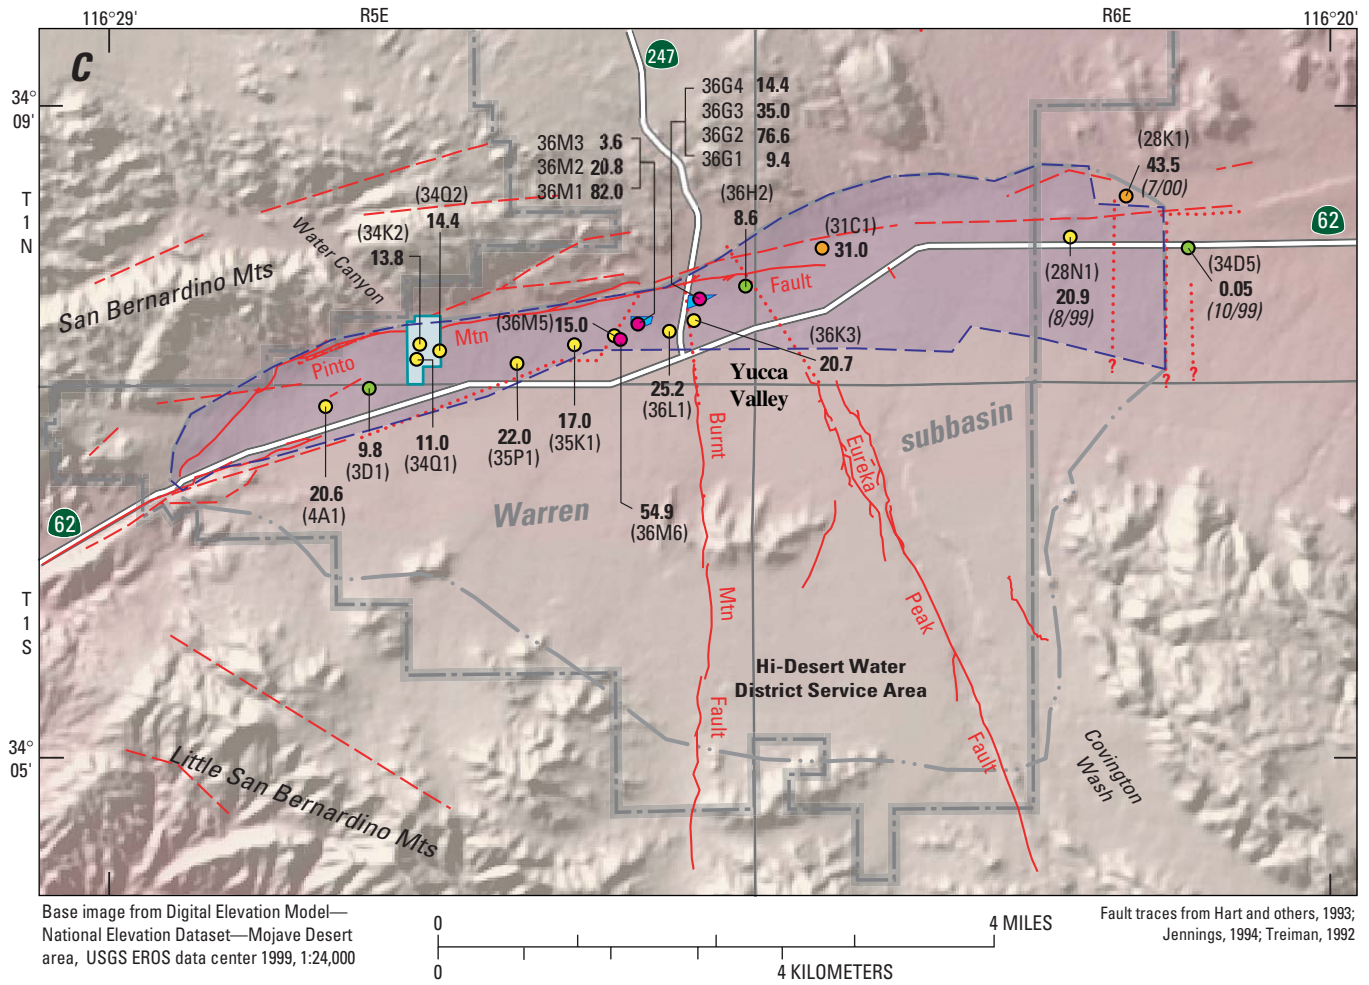 116°29'
R5E
R6E
116°20'
C
247
34°
09'
36G4 14.4
36G3 35.0
36G2 76.6
36G1 9.4
36M3 3.6
36M2 20.8
36M1 82.0
(28K1)
43.5
(7/00)
T
1
N
(34Q2)
14.4
(36H2)
8.6
(34K2)
13.8
(31C1)
31.0
62
Water Canyon
San Bernardino Mts
(28N1)
20.9
(8/99)
(34D5)
0.05
(10/99)
Fault
(36M5) 15.0
Mtn
Pinto
(36K3)
20.7
? ? ?
Yucca
Valley
25.2
(36L1)
17.0
(35K1)
22.0
(35P1)
11.0
(34Q1)
9.8
(3D1)
20.6
(4A1)
Burnt
Eureka
subbasin
Warren
54.9
(36M6)
62
T
1
S
Mtn
Peak
Hi-Desert Water
District Service Area
Fault
Fault
Covington
Wash
34°
05'
Little San Bernardino Mts
Base image from Digital Elevation Model—
National Elevation Dataset—Mojave Desert
area, USGS EROS data center 1999, 1:24,000
0 4 MILES
0 4 KILOMETERS
Fault traces from Hart and others, 1993;
Jennings, 1994; Treiman, 1992